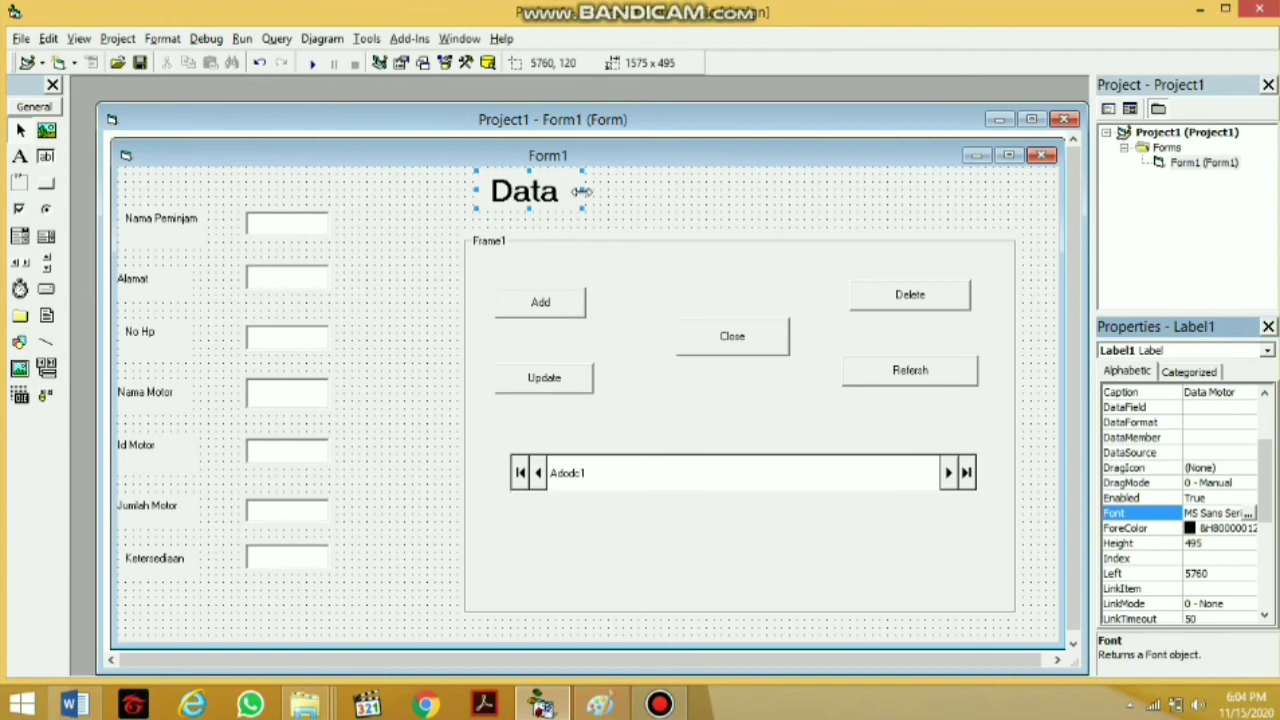 www.BANDICAM.com
File Edit View Project Format Debug Run Query Diagram Tools Add-Ins Window Help
5760, 120
1575 x 495
General
Project1 - Form1 (Form)
Form1
Data
Nama Peminjam
Alamat
No Hp
Nama Motor
Id Motor
Jumlah Motor
Ketersediaan
Frame1
Add
Delete
Close
Update
Refersh
Adodc1
Project - Project1
Project1 (Project1)
Forms
Form1 (Form1)
Properties - Label1
Label1 Label
Alphabetic Categorized
Caption Data Motor
DataField
DataFormat
DataMember
DataSource
DragIcon (None)
DragMode 0 - Manual
Enabled True
Font MS Sans Seri...
ForeColor &H80000012
Height 495
Index
Left 5760
LinkItem
LinkMode 0 - None
LinkTimeout 50
Font
Returns a Font object.
6:04 PM
11/15/2020